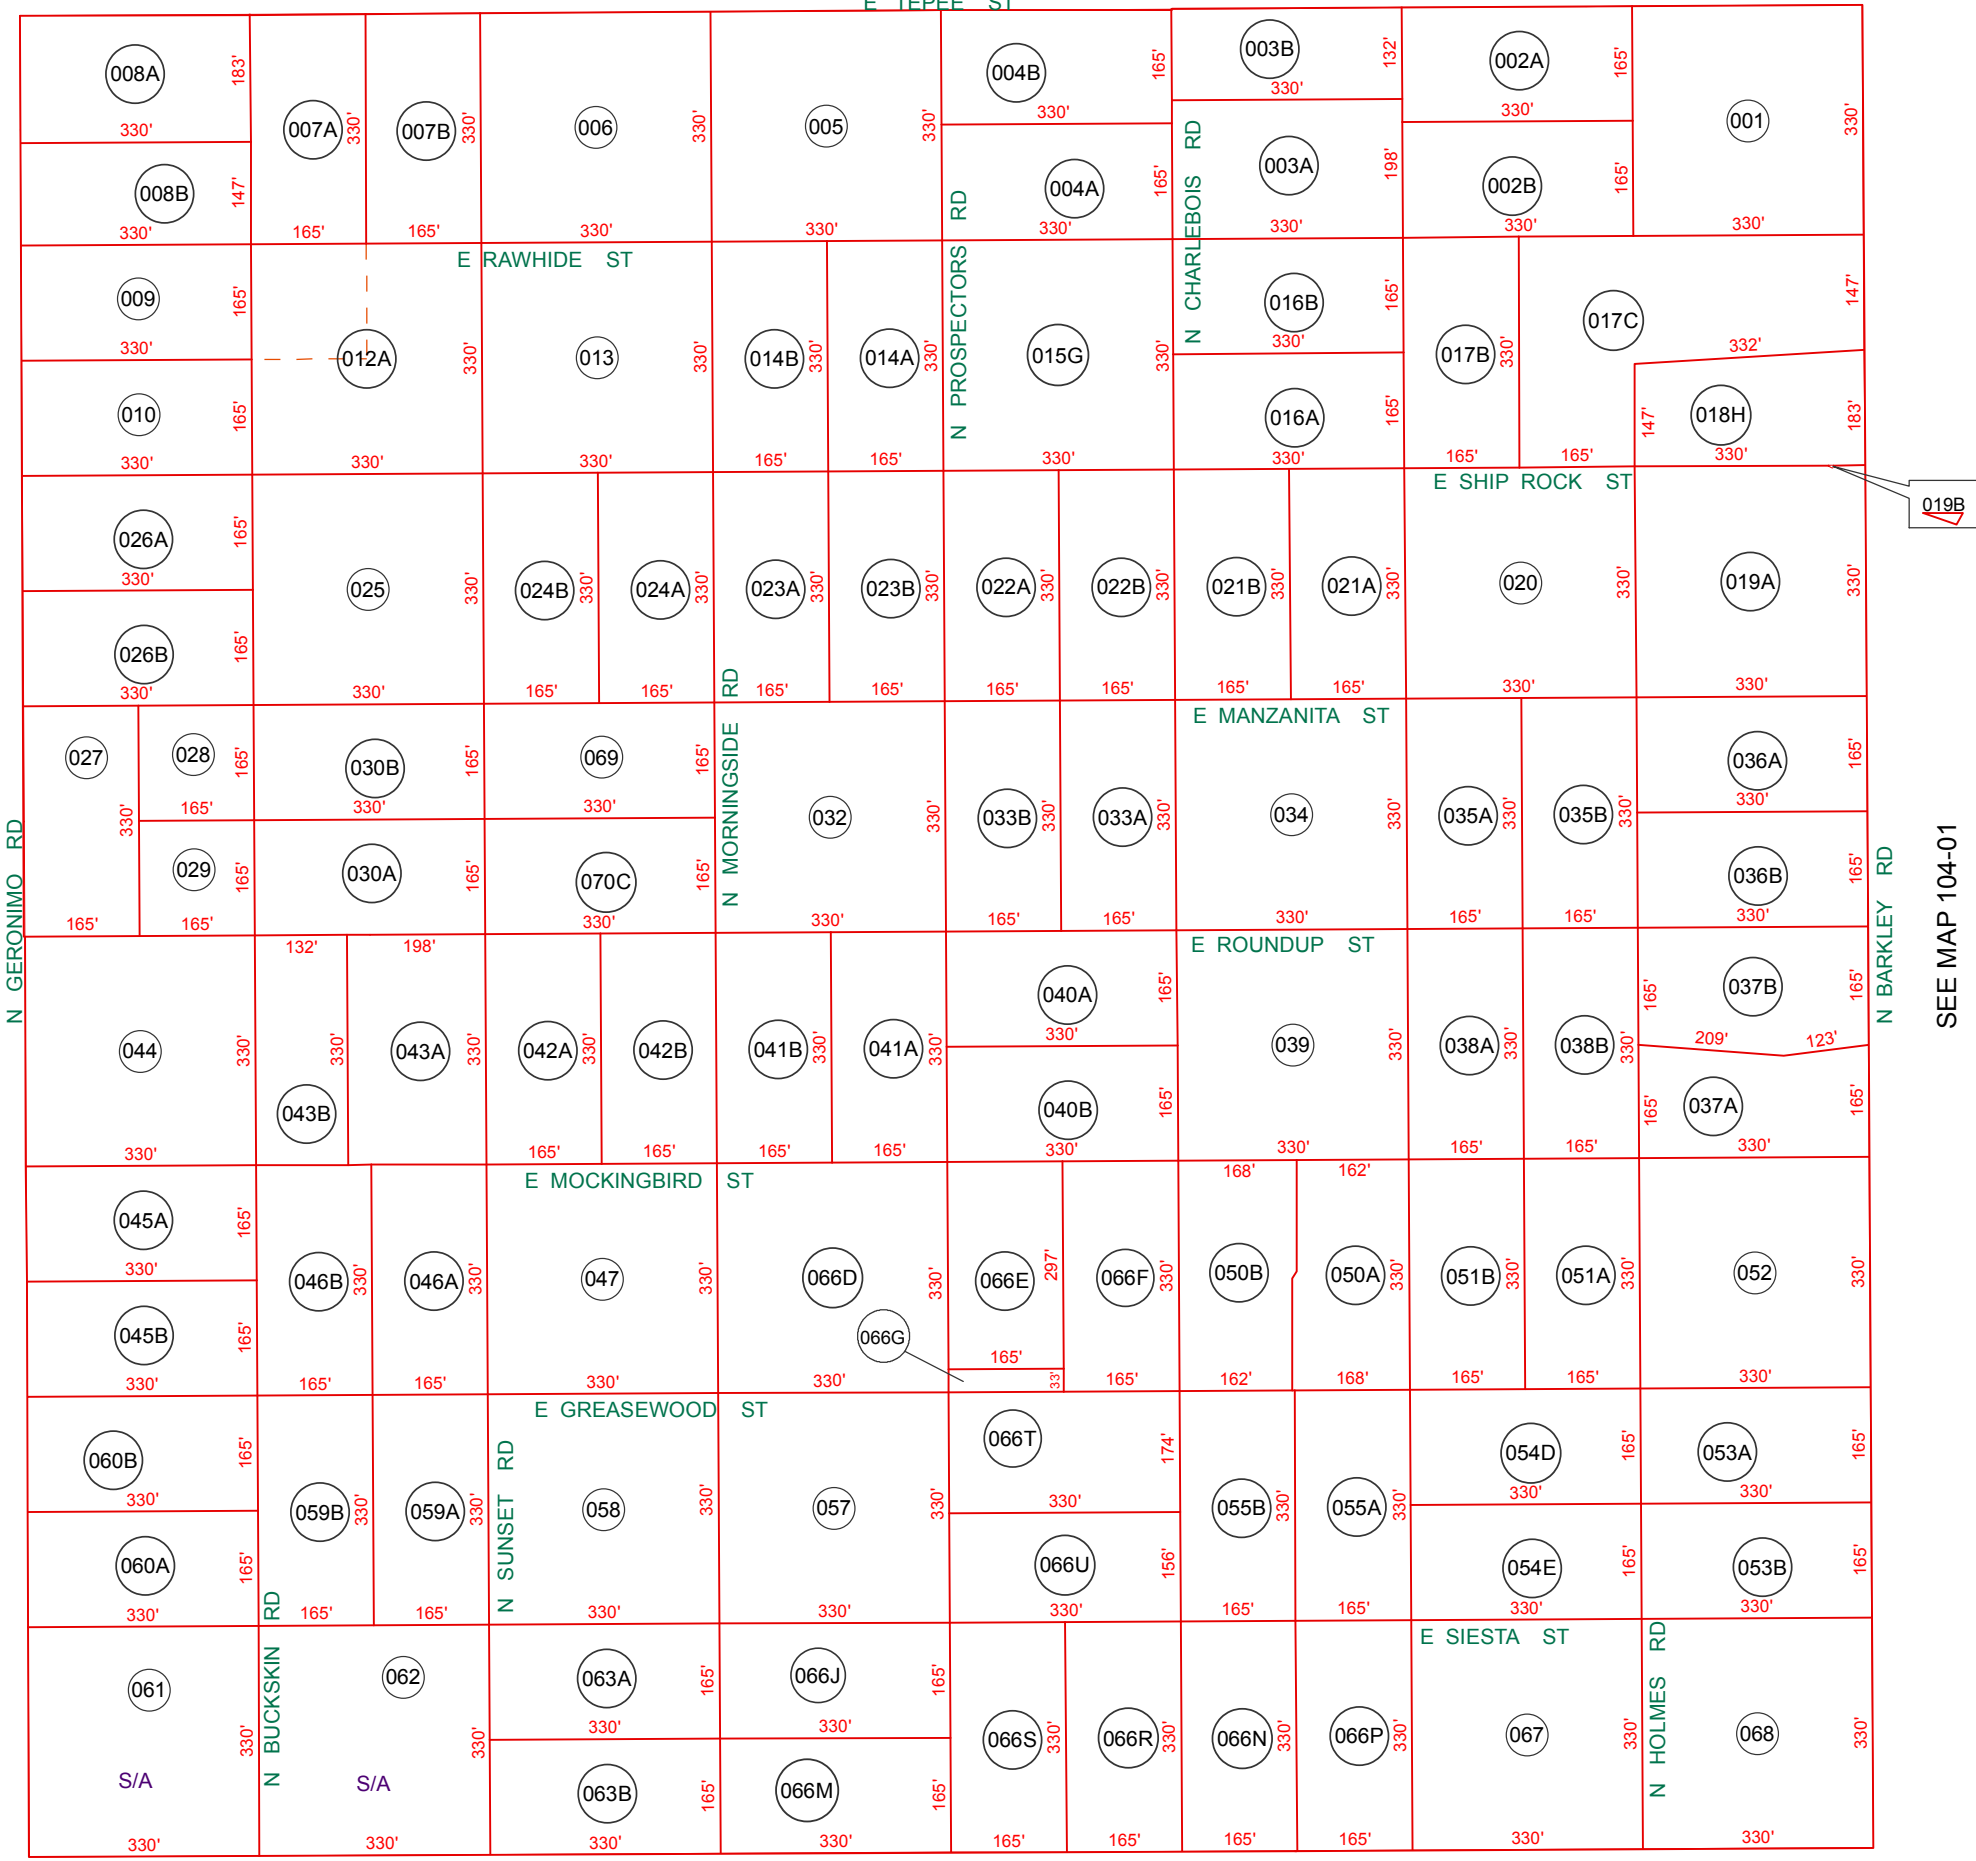 E TEPEE ST
008A 183' 330'
008B 147' 330'
007A 330' 165'
007B 330' 165'
006 330' 330'
005 330' 330'
004B 165' 330'
004A 165' 330'
003B 132' 330'
003A 198' 330'
002A 165' 330'
002B 165' 330'
001 330' 330'
N PROSPECTORS RD
N CHARLEBOIS RD
E RAWHIDE ST
009 165' 330'
010 165' 330'
012A 330' 330'
013 330' 330'
014B 330' 165'
014A 330' 165'
015G 330' 330'
016B 165' 330'
016A 165' 330'
017B 330' 165'
017C 147' 332' 165'
018H 147' 183' 330'
E SHIP ROCK ST
019B
026A 165' 330'
026B 165' 330'
025 330' 330'
024B 330' 165'
024A 330' 165'
023A 330' 165'
023B 330' 165'
022A 330' 165'
022B 330' 165'
021B 330' 165'
021A 330' 165'
020 330' 330'
019A 330' 330'
N MORNINGSIDE RD
E MANZANITA ST
027 330' 165'
028 165' 165'
029 165' 165'
030B 165' 330'
030A 165'
069 165' 330'
070C 165' 330'
032 330' 330'
033B 330' 165'
033A 330' 165'
034 330' 330'
035A 330' 165'
035B 330' 165'
036A 165' 330'
036B 165' 330'
N GERONIMO RD
N BARKLEY RD
SEE MAP 104-01
E ROUNDUP ST
044 330' 330'
132' 330' 043B
198' 043A 330'
042A 330' 165'
042B 165'
041B 330' 165'
041A 330' 165'
040A 165' 330'
040B 165' 330'
039 330' 330'
038A 330' 165'
038B 330' 165'
037B 165' 165' 209' 123'
037A 165' 165' 330'
E MOCKINGBIRD ST
045A 165' 330'
045B 165' 330'
046B 330' 165'
046A 330' 165'
047 330' 330'
066D 330' 330'
066G
066E 297' 165' 33'
066F 330' 165'
168' 050B 162'
162' 050A 330' 168'
051B 330' 165'
051A 330' 165'
052 330' 330'
E GREASEWOOD ST
060B 165' 330'
060A 165' 330'
059B 330' 165'
059A 330' 165'
N SUNSET RD
058 330' 330'
057 330' 330'
066T 174' 330'
066U 156' 330'
055B 330' 165'
055A 330' 165'
054D 165' 330'
054E 165' 330'
053A 165' 330'
053B 165' 330'
N BUCKSKIN RD
E SIESTA ST
N HOLMES RD
061 330' S/A 330'
062 330' S/A 330'
063A 165' 330'
063B 165' 330'
066J 165' 330'
066M 165' 330'
066S 330' 165'
066R 330' 165'
066N 330' 165'
066P 330' 165'
067 330' 330'
068 330' 330'